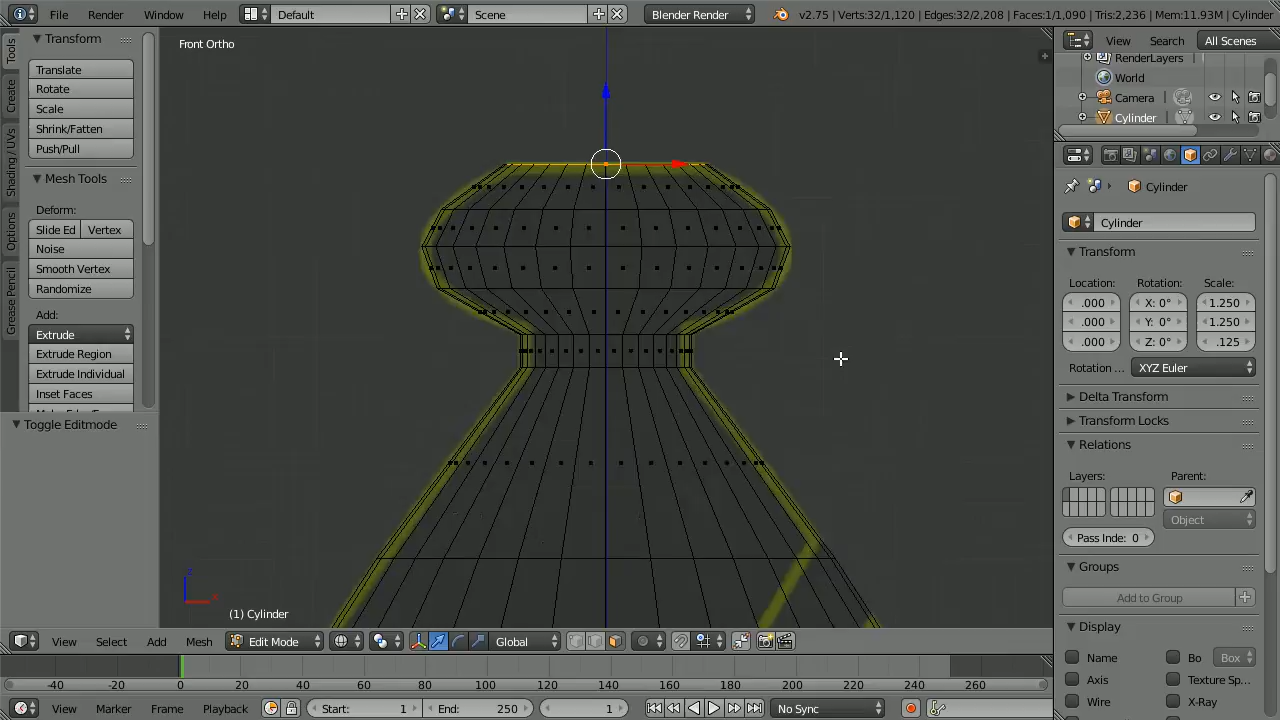 File Render Window Help Default Scene Blender Render v2.75 | Verts:32/1,120 | Edges:32/2,208 | Faces:1/1,090 | Tris:2,236 | Mem:11.93M | Cylinder
Tools
Create
Shading / UVs
Options
Grease Pencil
Transform
Translate
Rotate
Scale
Shrink/Fatten
Push/Pull
Mesh Tools
Deform:
Slide Ed Vertex
Noise
Smooth Vertex
Randomize
Add:
Extrude
Extrude Region
Extrude Individual
Inset Faces
Toggle Editmode
Front Ortho
z
x
(1) Cylinder
View Select Add Mesh Edit Mode Global
-40 -20 0 20 40 60 80 100 120 140 160 180 200 220 240 260
View Marker Frame Playback Start: 1 End: 250 1 No Sync
View Search All Scenes
RenderLayers
World
Camera
Cylinder
Cylinder
Cylinder
Transform
Location: Rotation: Scale:
.000 X: 0° 1.250
.000 Y: 0° 1.250
.000 Z: 0° .125
Rotation ... XYZ Euler
Delta Transform
Transform Locks
Relations
Layers: Parent:
Object
Pass Inde: 0
Groups
Add to Group
Display
Name Bo Box
Axis Texture Sp...
Wire X-Ray